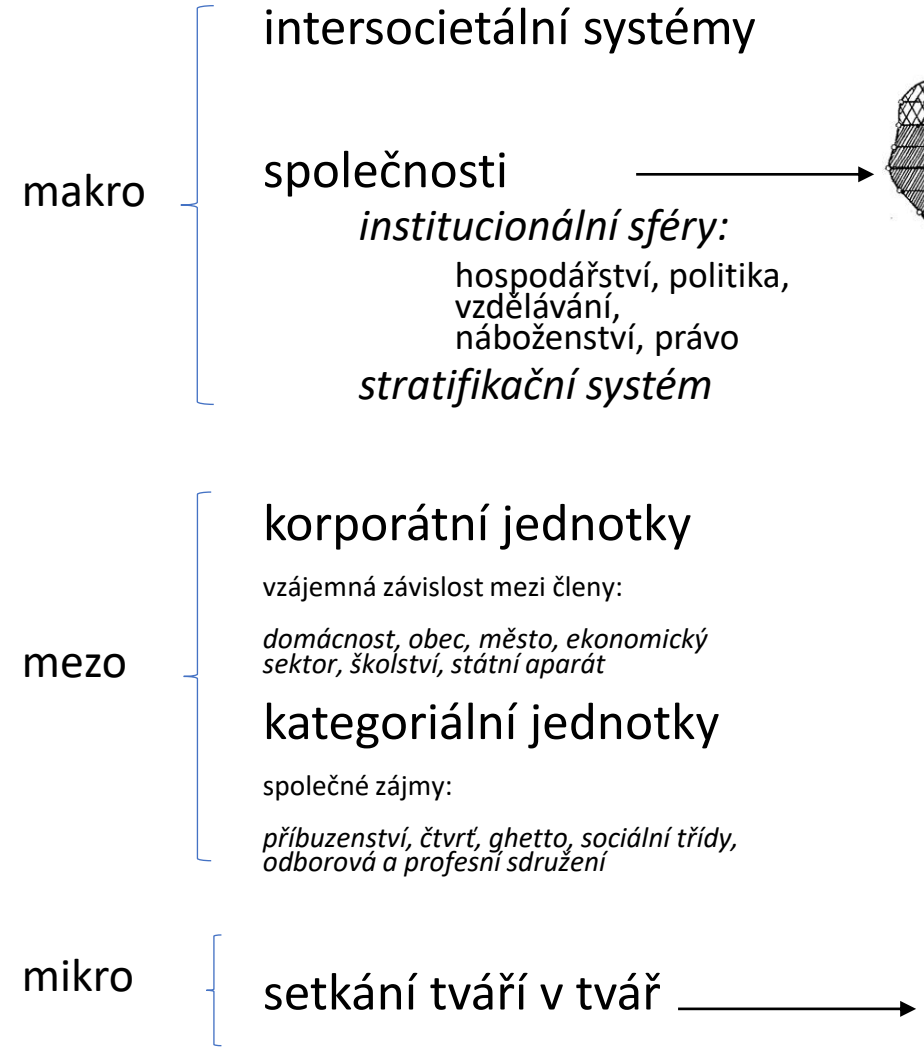 intersocietální systémy
makro
společnosti
institucionální sféry:
hospodářství, politika,
vzdělávání,
náboženství, právo
stratifikační systém
korporátní jednotky
vzájemná závislost mezi členy:
domácnost, obec, město, ekonomický
sektor, školství, státní aparát
mezo
kategoriální jednotky
společné zájmy:
příbuzenství, čtvrť, ghetto, sociální třídy,
odborová a profesní sdružení
mikro
setkání tváří v tvář